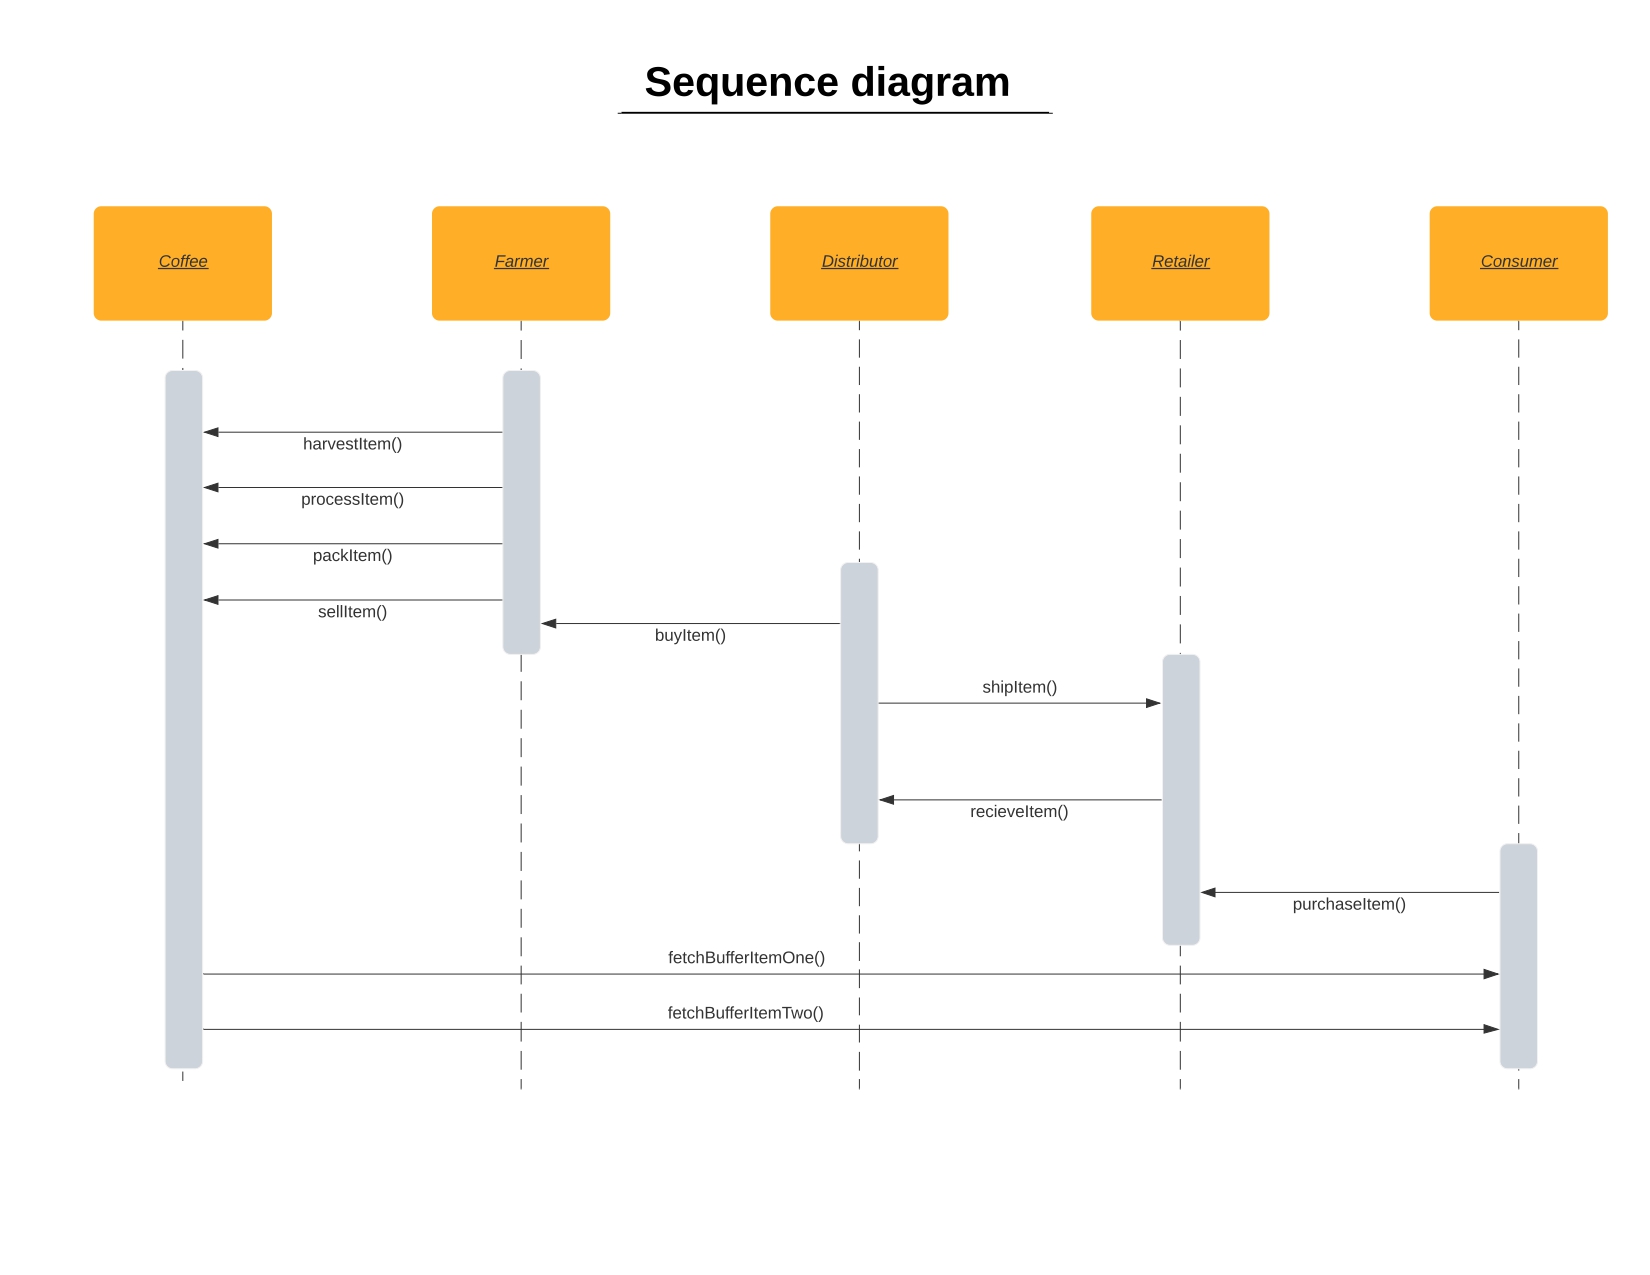 Sequence diagram
Coffee
Farmer
Distributor
Retailer
Consumer
harvestItem()
processItem()
packItem()
sellItem()
buyItem()
shipItem()
recieveItem()
purchaseItem()
fetchBufferItemOne()
fetchBufferItemTwo()